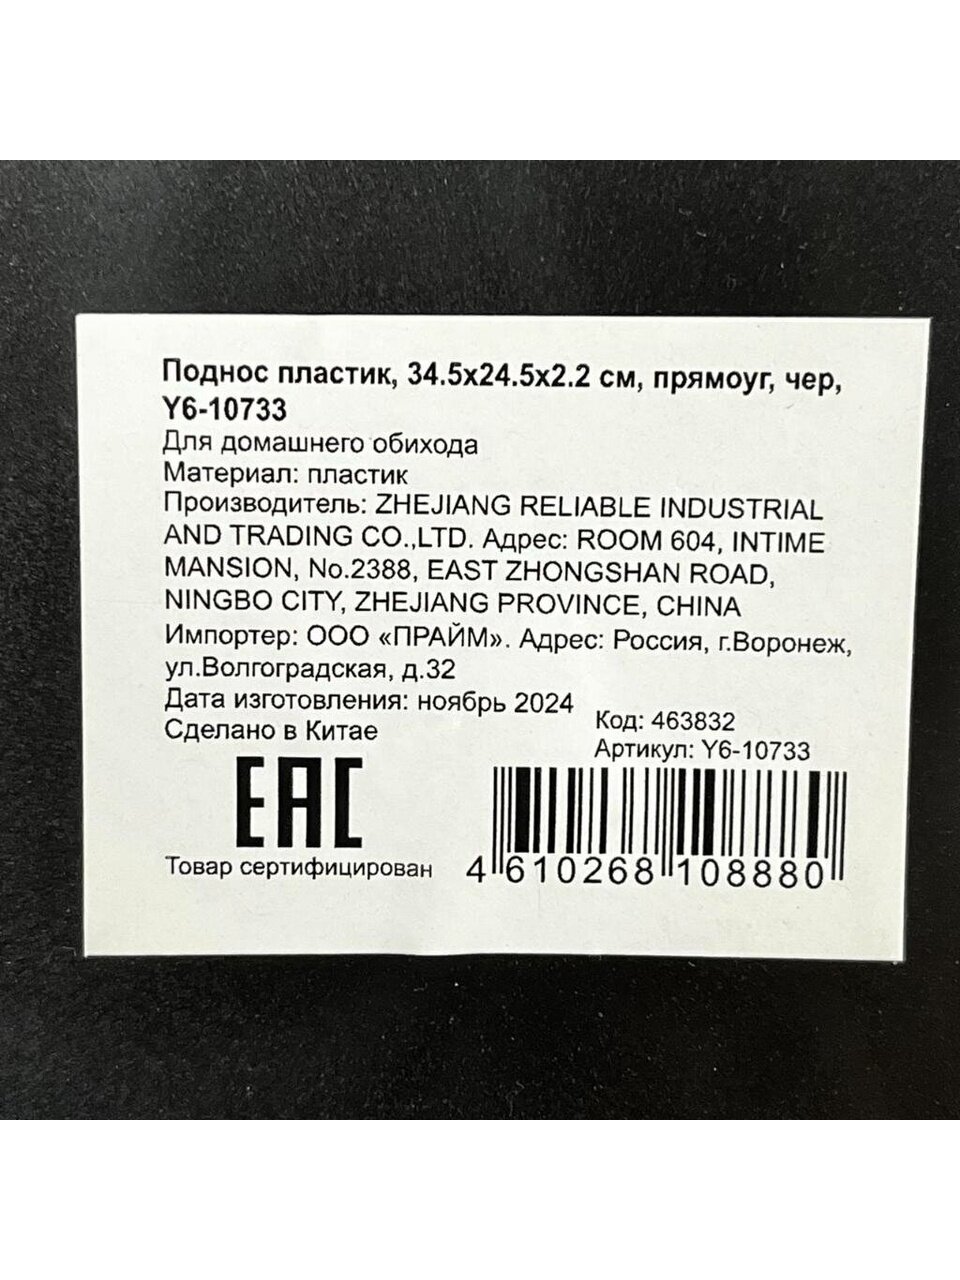 Поднос пластик, 34.5х24.5х2.2 см, прямоуг, чер,
Y6-10733
Для домашнего обихода
Материал: пластик
Производитель: ZHEJIANG RELIABLE INDUSTRIAL
AND TRADING CO.,LTD. Адрес: ROOM 604, INTIME
MANSION, No.2388, EAST ZHONGSHAN ROAD,
NINGBO CITY, ZHEJIANG PROVINCE, CHINA
Импортер: ООО «ПРАЙМ». Адрес: Россия, г.Воронеж,
ул.Волгоградская, д.32
Дата изготовления: ноябрь 2024
Сделано в Китае
Код: 463832
Артикул: Y6-10733
EAC
Товар сертифицирован
4 610268 108880